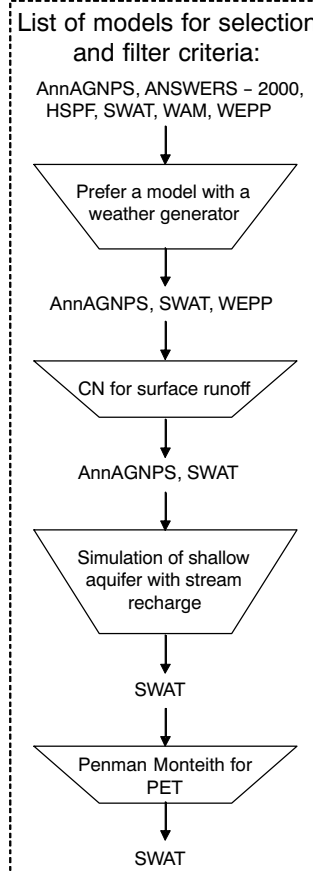 List of models for selection
and filter criteria:
AnnAGNPS, ANSWERS – 2000,
HSPF, SWAT, WAM, WEPP
Prefer a model with a
weather generator
AnnAGNPS, SWAT, WEPP
CN for surface runoff
AnnAGNPS, SWAT
Simulation of shallow
aquifer with stream
recharge
SWAT
Penman Monteith for
PET
SWAT